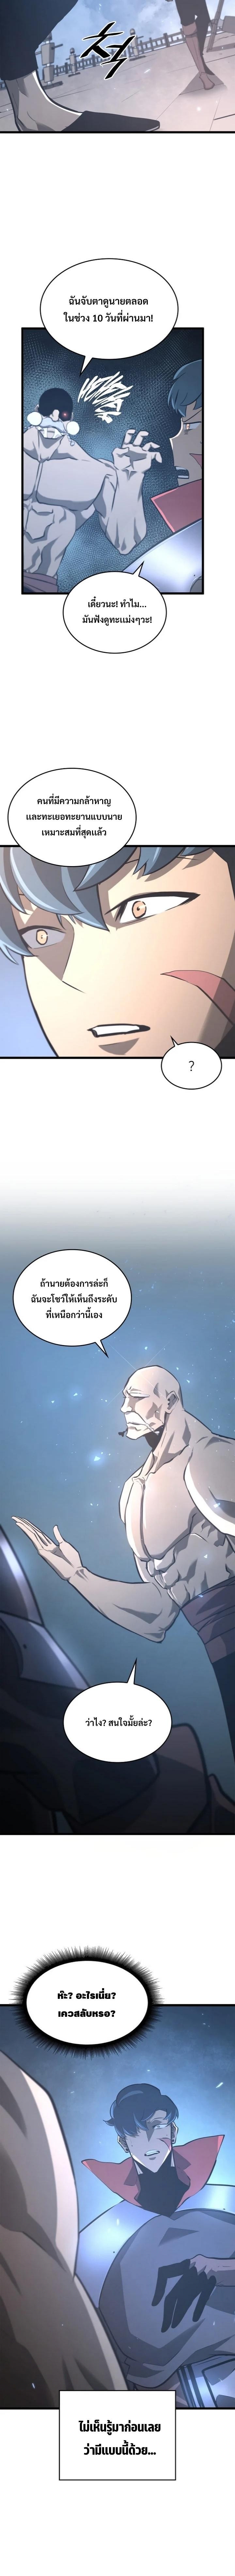 척
ฉันจับตาดูนายตลอด
ในช่วง 10 วันที่ผ่านมา!
เดี๋ยวนะ! ทำไม...
มันฟังดูทะแม่งๆวะ!
คนที่มีความกล้าหาญ
และทะเยอทะยานแบบนาย
เหมาะสมที่สุดแล้ว
?
ถ้านายต้องการล่ะก็
ฉันจะโชว์ให้เห็นถึงระดับ
ที่เหนือกว่านี้เอง
ว่าไง? สนใจมั้ยล่ะ?
ห๊ะ? อะไรเนี่ย?
เควสลับหรอ?
ไม่เห็นรู้มาก่อนเลย
ว่ามีแบบนี้ด้วย...